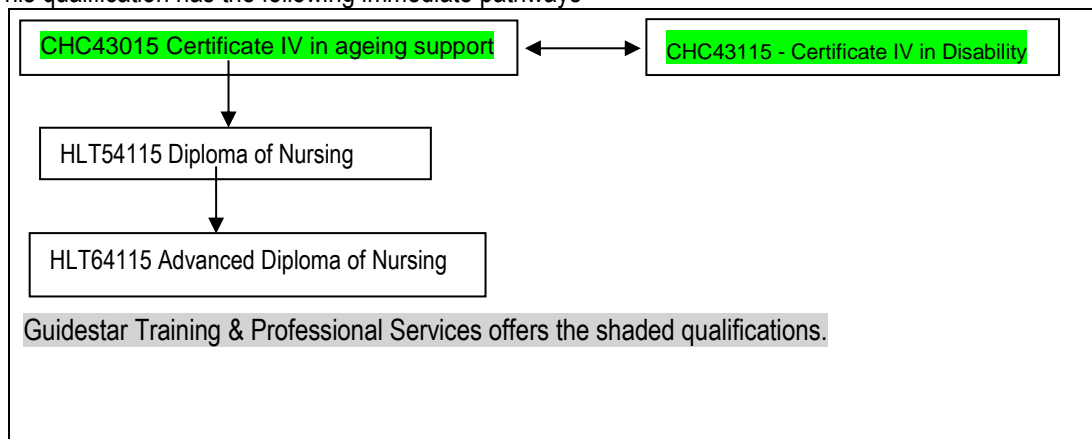 This qualification has the following immediate pathways
CHC43015 Certificate IV in ageing support
CHC43115 - Certificate IV in Disability
HLT54115 Diploma of Nursing
HLT64115 Advanced Diploma of Nursing
Guidestar Training & Professional Services offers the shaded qualifications.